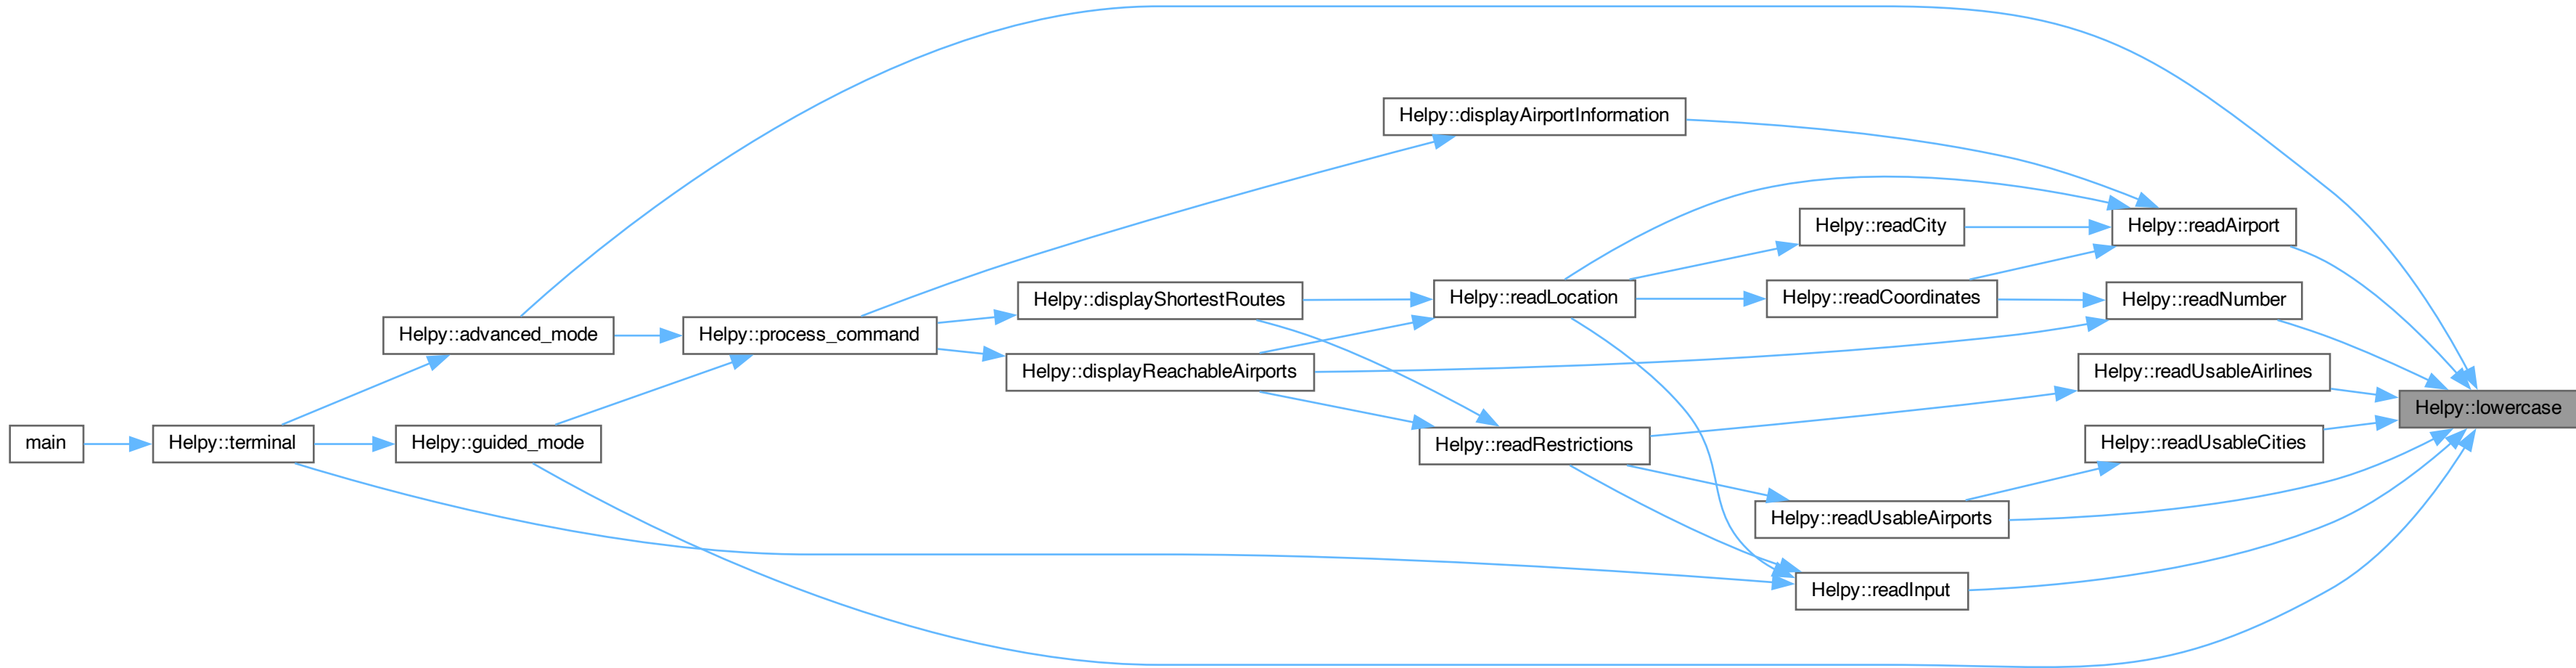 Helpy::displayAirportInformation
Helpy::readCity
Helpy::readAirport
Helpy::displayShortestRoutes
Helpy::readLocation
Helpy::readCoordinates
Helpy::readNumber
Helpy::advanced_mode
Helpy::process_command
Helpy::displayReachableAirports
Helpy::readUsableAirlines
Helpy::lowercase
main
Helpy::terminal
Helpy::guided_mode
Helpy::readRestrictions
Helpy::readUsableCities
Helpy::readUsableAirports
Helpy::readInput